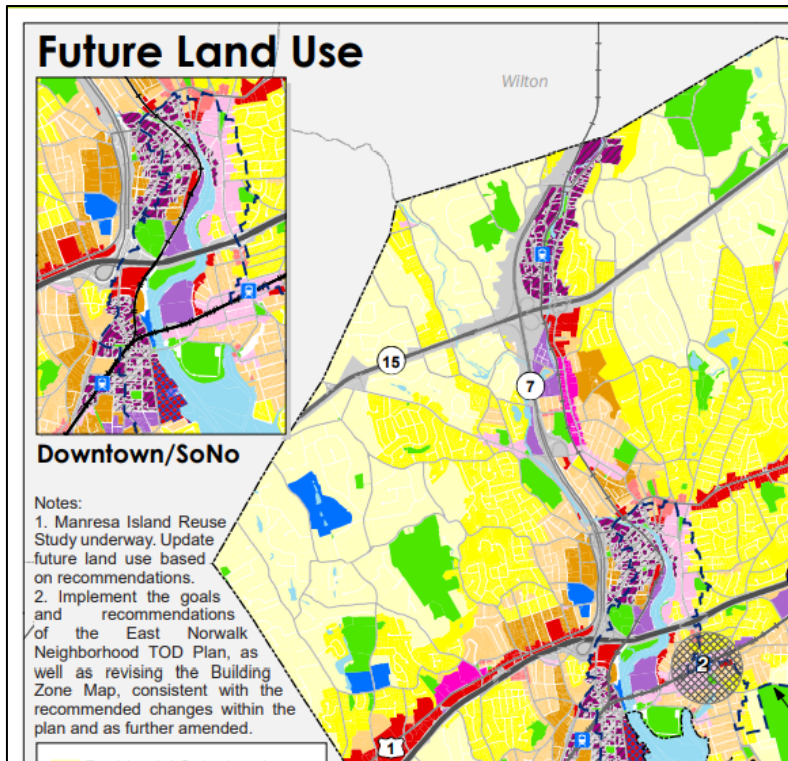 Future Land Use
Wilton
15
7
Downtown/SoNo
Notes:
1. Manresa Island Reuse
Study underway. Update
future land use based
on recommendations.
2. Implement the goals
and recommendations
of the East Norwalk
Neighborhood TOD Plan, as
well as revising the Building
Zone Map, consistent with the
recommended changes within the
plan and as further amended.
2
1